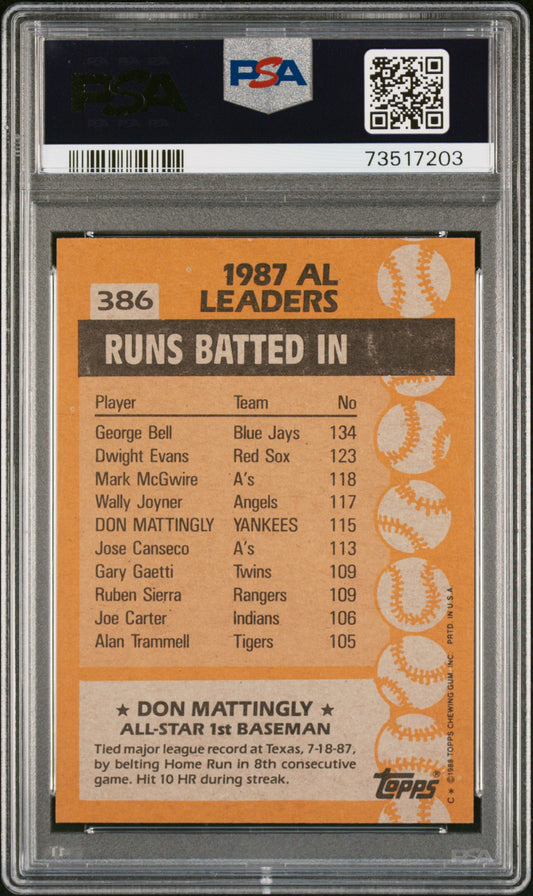 PSA
PSA
73517203
386
1987 AL
LEADERS
RUNS BATTED IN
Player Team No
George Bell Blue Jays 134
Dwight Evans Red Sox 123
Mark McGwire A's 118
Wally Joyner Angels 117
DON MATTINGLY YANKEES 115
Jose Canseco A's 113
Gary Gaetti Twins 109
Ruben Sierra Rangers 109
Joe Carter Indians 106
Alan Trammell Tigers 105
★ DON MATTINGLY ★
ALL-STAR 1st BASEMAN
Tied major league record at Texas, 7-18-87,
by belting Home Run in 8th consecutive
game. Hit 10 HR during streak.
topps®
C * ©1988 TOPPS CHEWING GUM, INC. PRTD. IN U.S.A.
PSA